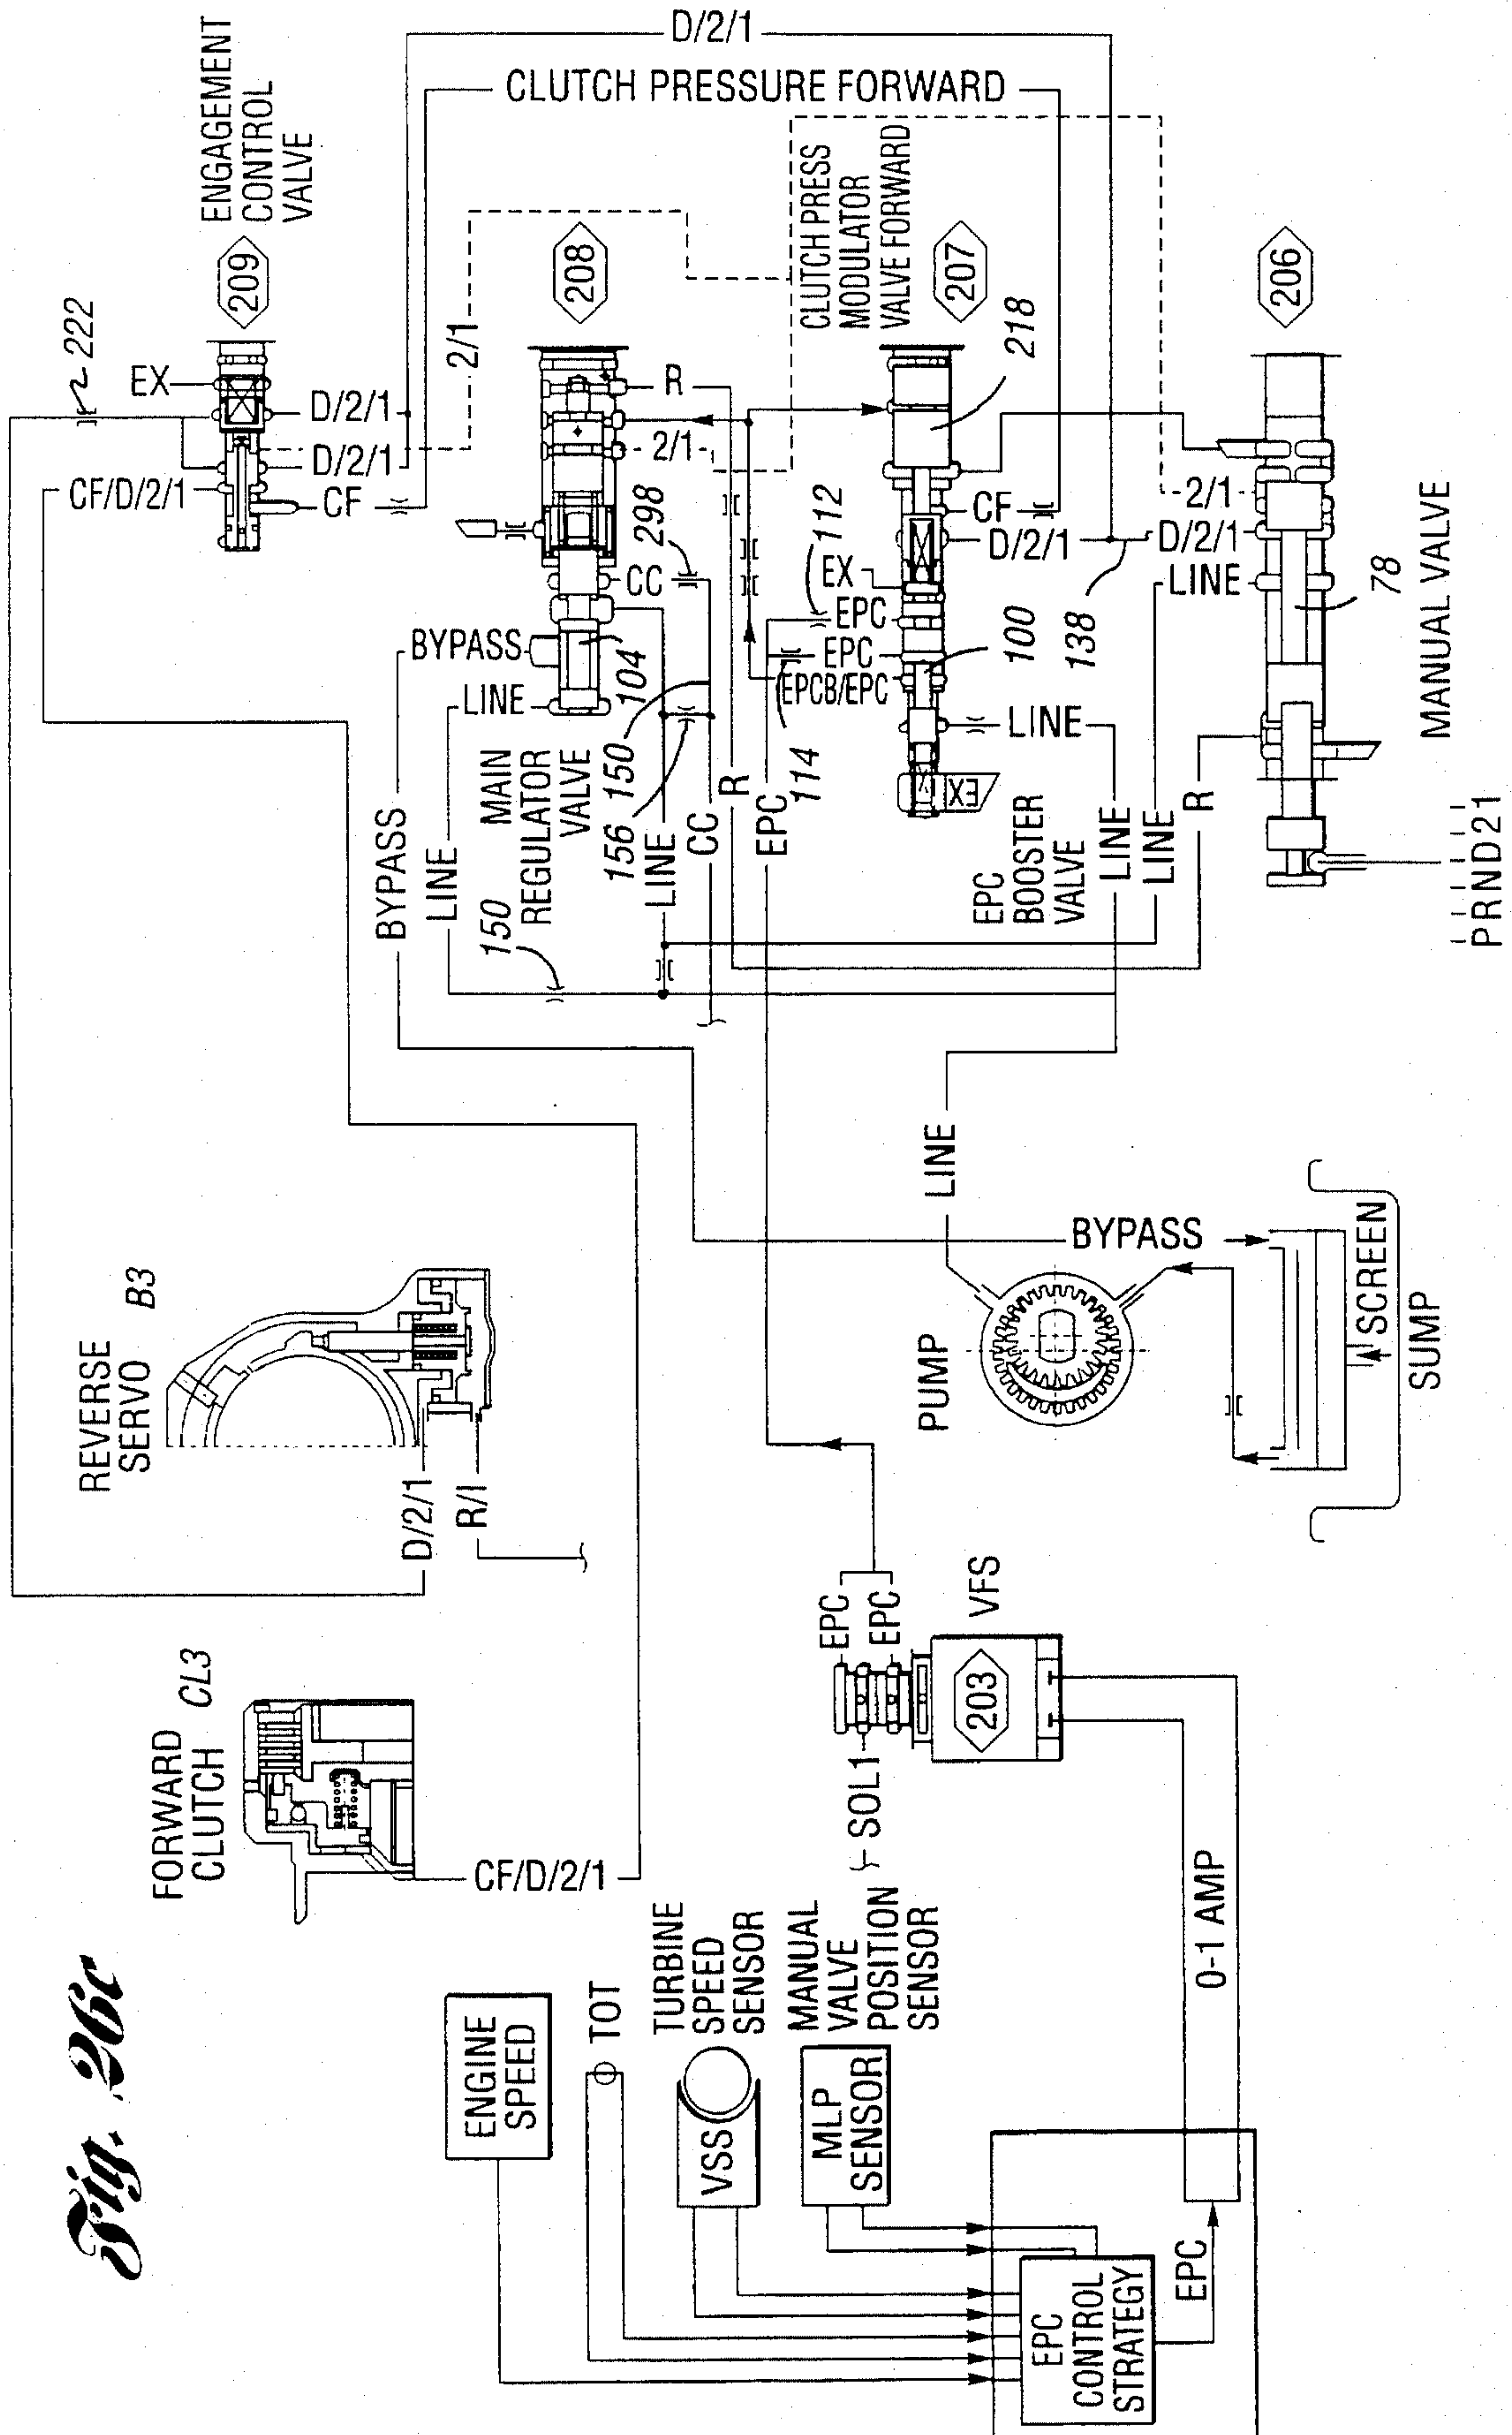 D/2/1
CLUTCH PRESSURE FORWARD
ENGAGEMENT
CONTROL
VALVE
209
222
EX
D/2/1
D/2/1
CF/D/2/1
CF
2/1
208
R
2/1
298
CC
BYPASS
104
LINE
MAIN
REGULATOR
VALVE
150
156
150
BYPASS
LINE
LINE
CC
R
EPC
CLUTCH PRESS
MODULATOR
VALVE FORWARD
207
218
112
CF
D/2/1
EX
EPC
EPC
EPCB/EPC
100
138
114
LINE
EX
EPC
BOOSTER
VALVE
LINE
LINE
R
206
2/1
D/2/1
LINE
78
MANUAL VALVE
PRND21
REVERSE
SERVO B3
D/2/1
R/I
LINE
BYPASS
PUMP
SCREEN
SUMP
FORWARD
CLUTCH CL3
CF/D/2/1
EPC
EPC
VFS
203
SOL1
0-1 AMP
Fig. 26c
ENGINE
SPEED
TOT
TURBINE
SPEED
SENSOR
VSS
MANUAL
VALVE
POSITION
SENSOR
MLP
SENSOR
EPC
CONTROL
STRATEGY
EPC